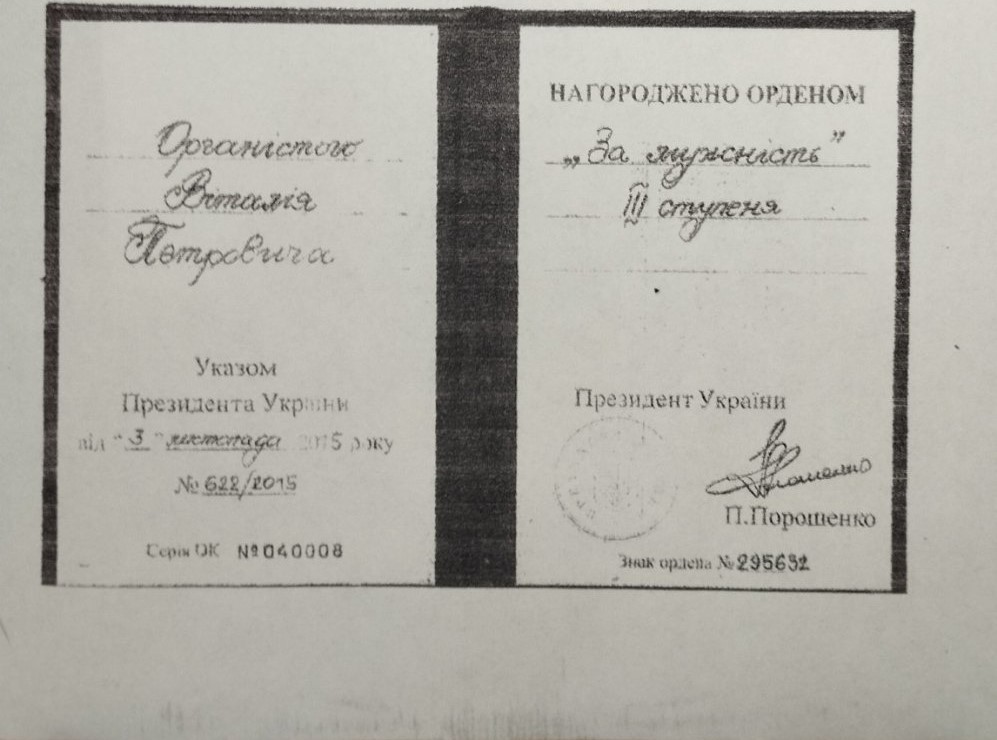 Органістого
Віталія
Петровича
Указом
Президента України
від "3" листопада 2015 року
№ 622/2015
Серія ОК №040008
НАГОРОДЖЕНО ОРДЕНОМ
„За мужність”
III ступеня
Президент України
П.Порошенко
Знак ордена №295632